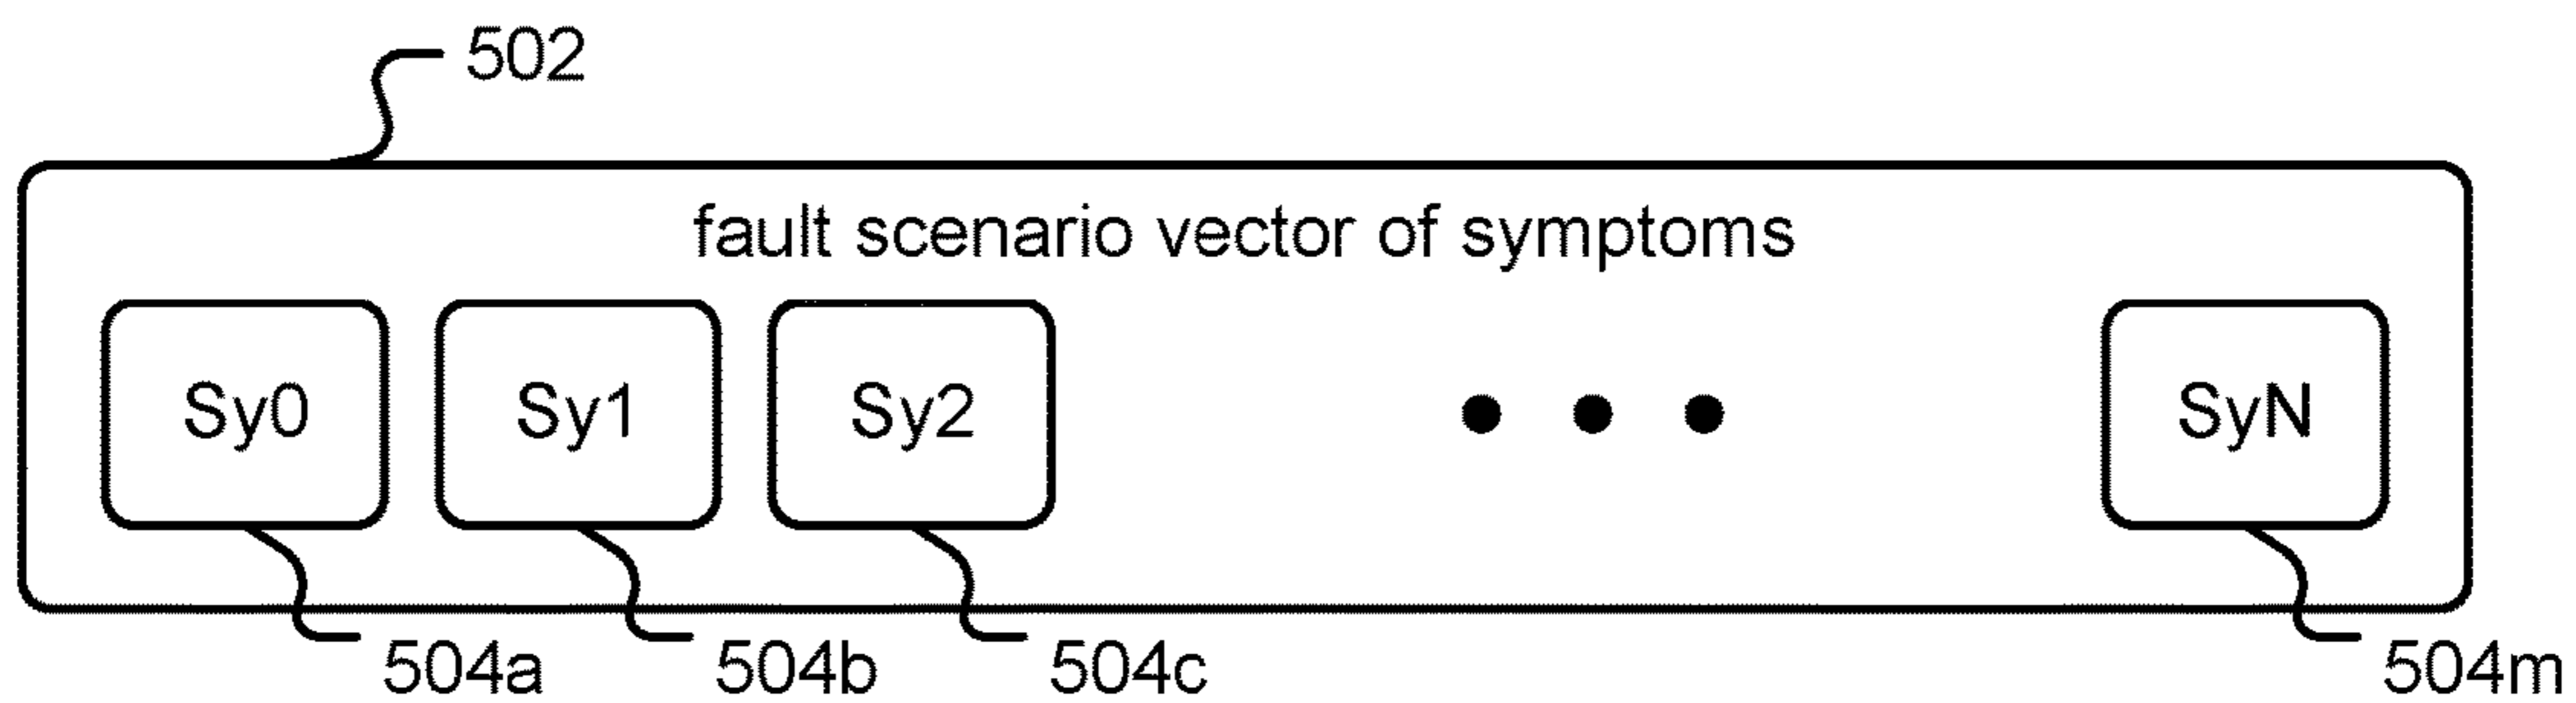 502
fault scenario vector of symptoms
Sy0 Sy1 Sy2 SyN
504a 504b 504c 504m